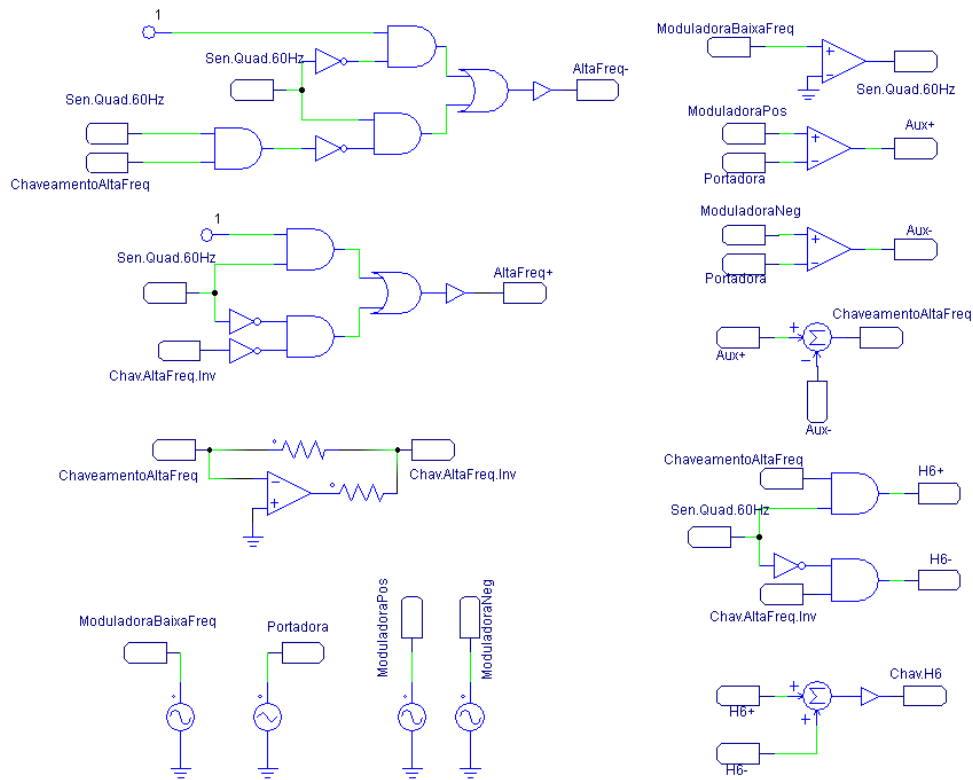 1
Sen.Quad.60Hz
AltaFreq-
Sen.Quad.60Hz
ChaveamentoAltaFreq
1
Sen.Quad.60Hz
AltaFreq+
Chav.AltaFreq.Inv
ChaveamentoAltaFreq
Chav.AltaFreq.Inv
ModuladoraBaixaFreq
Portadora
ModuladoraPos
ModuladoraNeg
ModuladoraBaixaFreq
Sen.Quad.60Hz
ModuladoraPos
Aux+
Portadora
ModuladoraNeg
Aux-
Portadora
ChaveamentoAltaFreq
Aux+
Aux-
ChaveamentoAltaFreq
H6+
Sen.Quad.60Hz
H6-
Chav.AltaFreq.Inv
Chav.H6
H6+
H6-